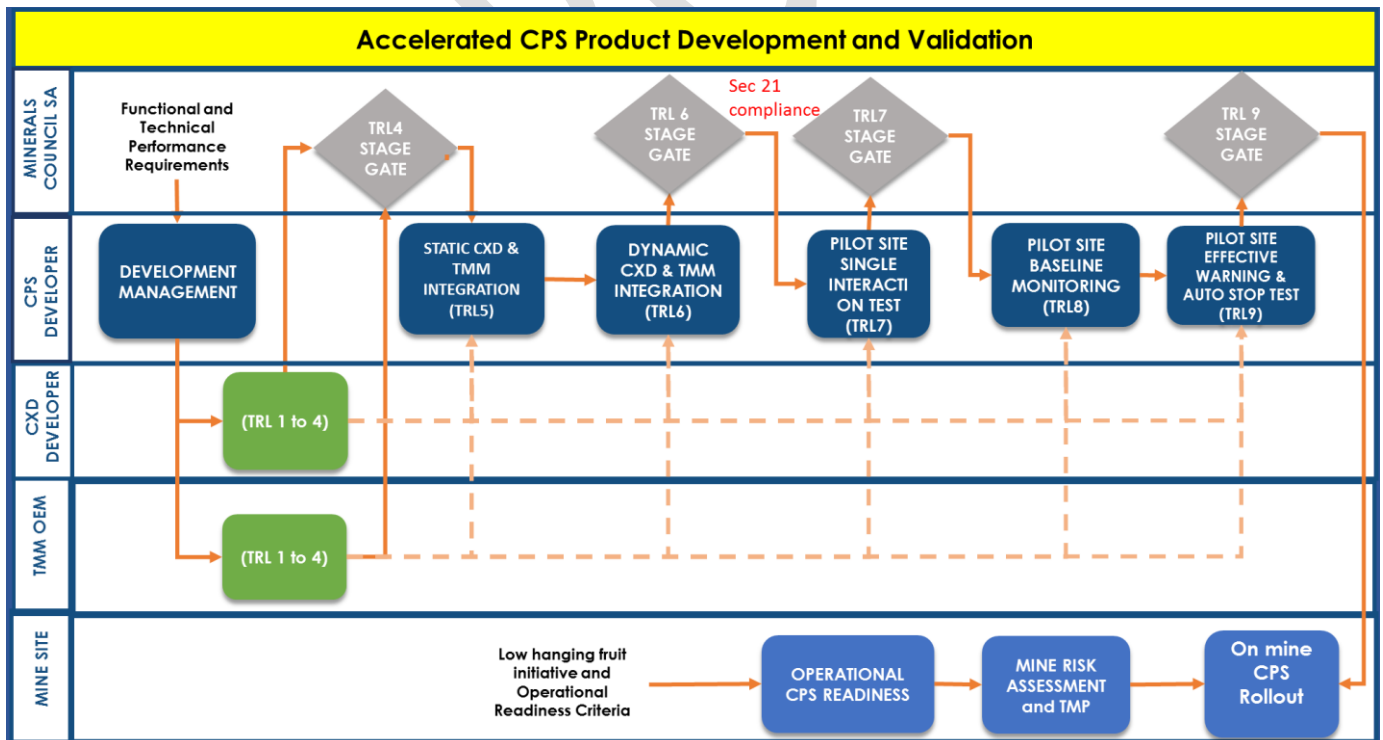 Accelerated CPS Product Development and Validation
MINERALS
COUNCIL SA
Functional and
Technical
Performance
Requirements
TRL4
STAGE
GATE
TRL 6
STAGE
GATE
Sec 21
compliance
TRL7
STAGE
GATE
TRL 9
STAGE
GATE
CPS
DEVELOPER
DEVELOPMENT
MANAGEMENT
STATIC CXD &
TMM
INTEGRATION
(TRL5)
DYNAMIC
CXD & TMM
INTEGRATION
(TRL6)
PILOT SITE
SINGLE
INTERACTI
ON TEST
(TRL7)
PILOT SITE
BASELINE
MONITORING
(TRL8)
PILOT SITE
EFFECTIVE
WARNING &
AUTO STOP TEST
(TRL9)
CXD
DEVELOPER
(TRL 1 to 4)
TMM OEM
(TRL 1 to 4)
MINE SITE
Low hanging fruit
initiative and
Operational
Readiness Criteria
OPERATIONAL
CPS READINESS
MINE RISK
ASSESSMENT
and TMP
On mine
CPS
Rollout